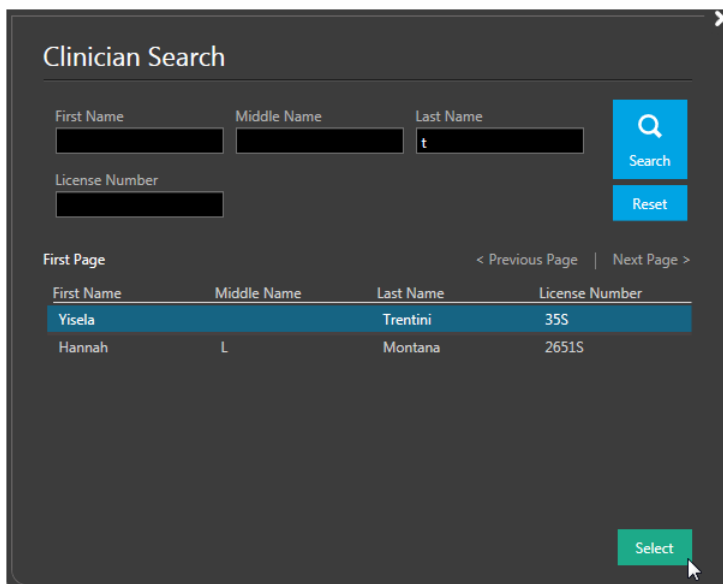 Clinician Search
First Name Middle Name Last Name
t
Search
License Number
Reset
First Page < Previous Page | Next Page >
First Name Middle Name Last Name License Number
Yisela Trentini 35S
Hannah L Montana 2651S
Select